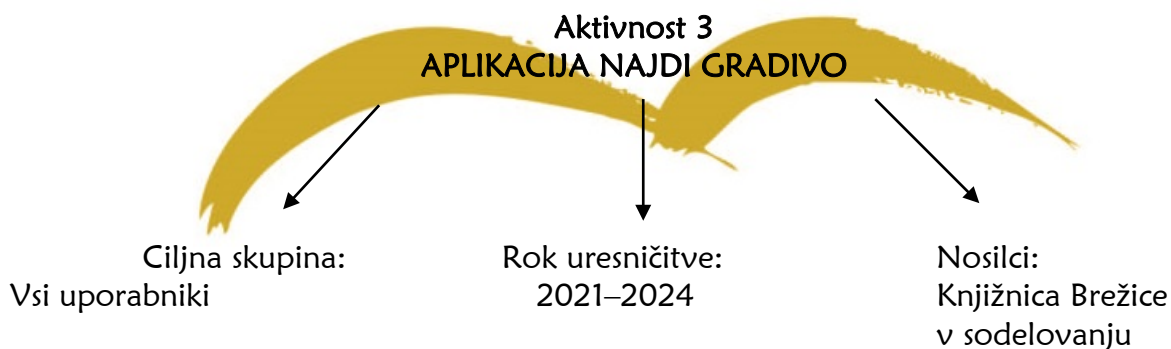 Aktivnost 3
APLIKACIJA NAJDI GRADIVO
Ciljna skupina:
Vsi uporabniki
Rok uresničitve:
2021–2024
Nosilci:
Knjižnica Brežice
v sodelovanju